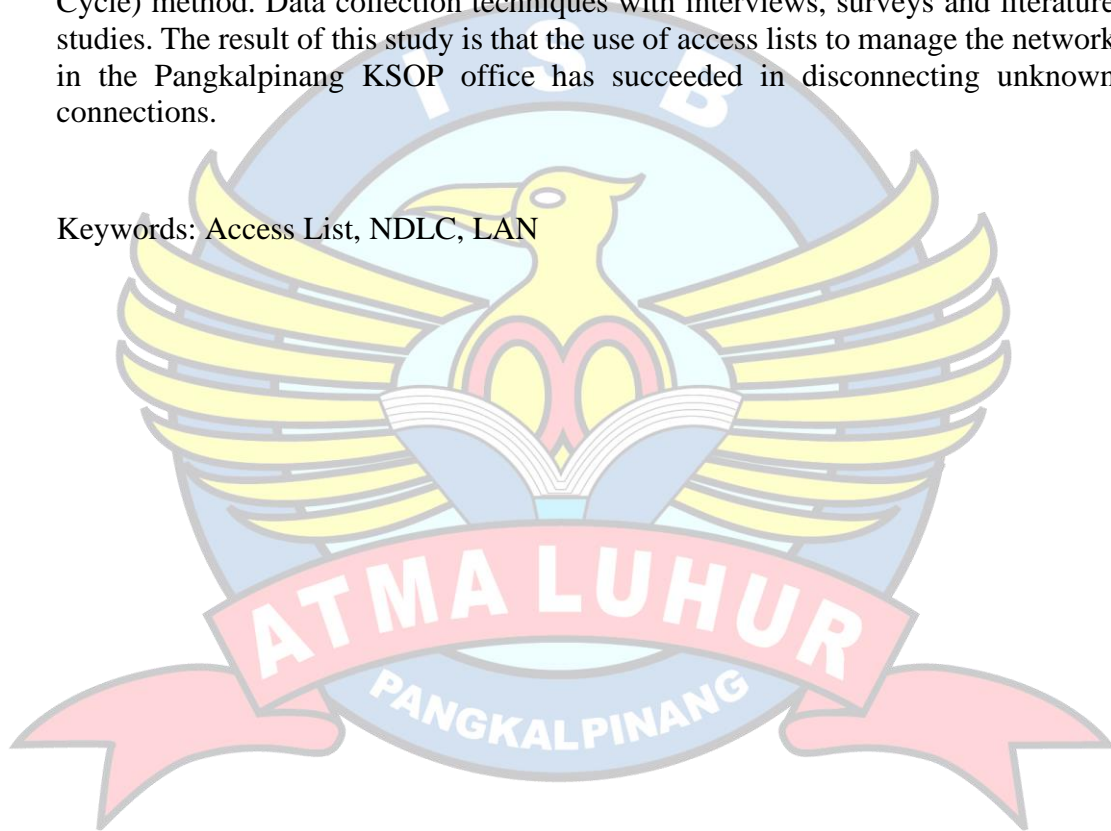 Cycle) method. Data collection techniques with interviews, surveys and literature
studies. The result of this study is that the use of access lists to manage the network
in the Pangkalpinang KSOP office has succeeded in disconnecting unknown
connections.
I S B
Keywords: Access List, NDLC, LAN
ATMA LUHUR
PANGKALPINANG